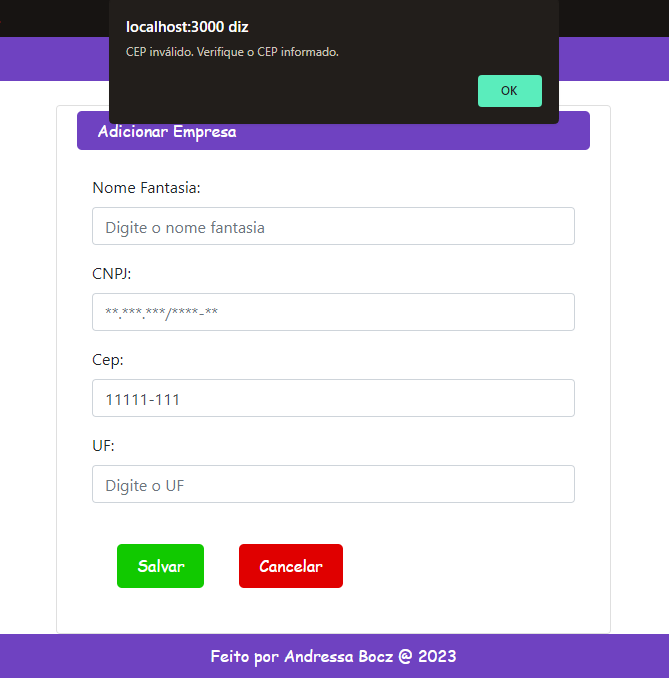 localhost:3000 diz
CEP inválido. Verifique o CEP informado.
OK
Adicionar Empresa
Nome Fantasia:
Digite o nome fantasia
CNPJ:
**.***.***/****-**
Cep:
11111-111
UF:
Digite o UF
Salvar
Cancelar
Feito por Andressa Bocz @ 2023